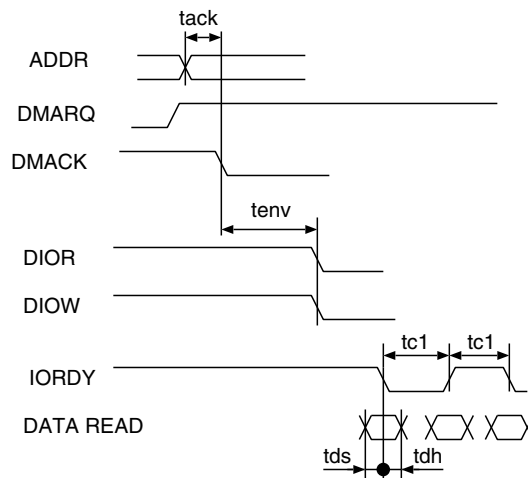 tack
ADDR
DMARQ
DMACK
tenv
DIOR
DIOW
tc1 tc1
IORDY
DATA READ
tds tdh